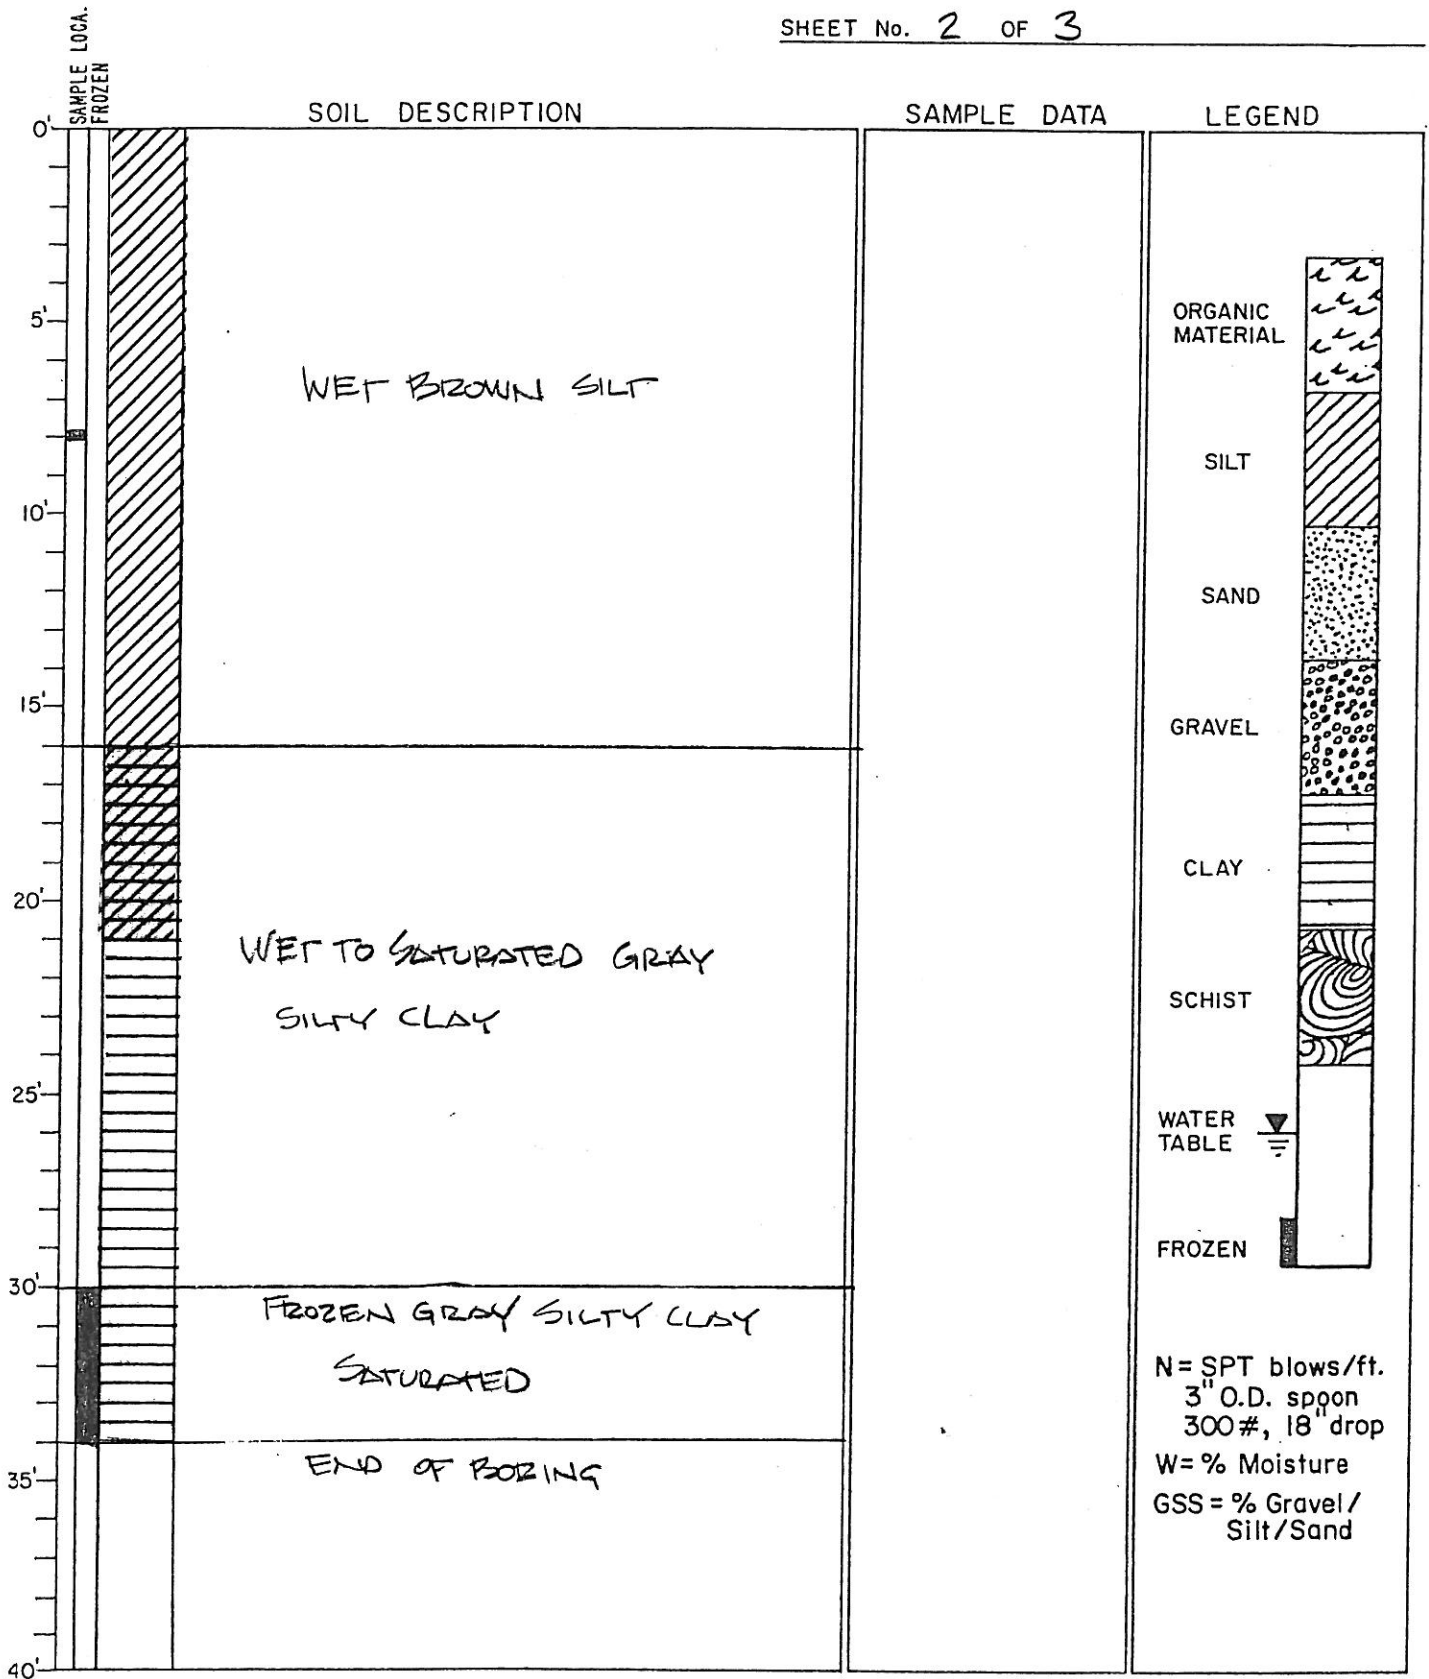 SHEET No. 2 OF 3
SAMPLE LOCA.
FROZEN
SOIL DESCRIPTION
SAMPLE DATA
LEGEND
0'
5'
10'
15'
20'
25'
30'
35'
40'
WET BROWN SILT
WET TO SATURATED GRAY
SILTY CLAY
FROZEN GRAY SILTY CLAY
SATURATED
END OF BORING
ORGANIC
MATERIAL
SILT
SAND
GRAVEL
CLAY
SCHIST
WATER
TABLE
FROZEN
N= SPT blows/ft.
3" O.D. spoon
300#, 18" drop
W= % Moisture
GSS = % Gravel/
Silt/Sand